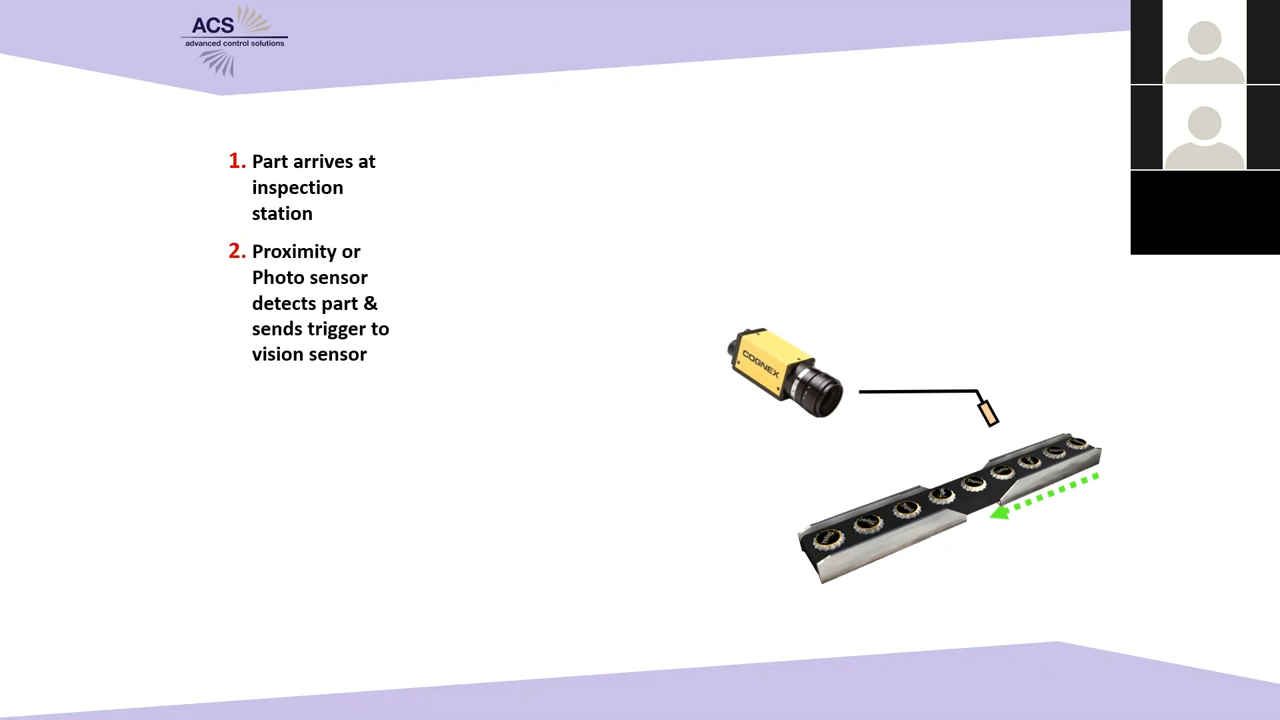 ACS
advanced control solutions
1. Part arrives at
inspection
station
2. Proximity or
Photo sensor
detects part &
sends trigger to
vision sensor
COGNEX